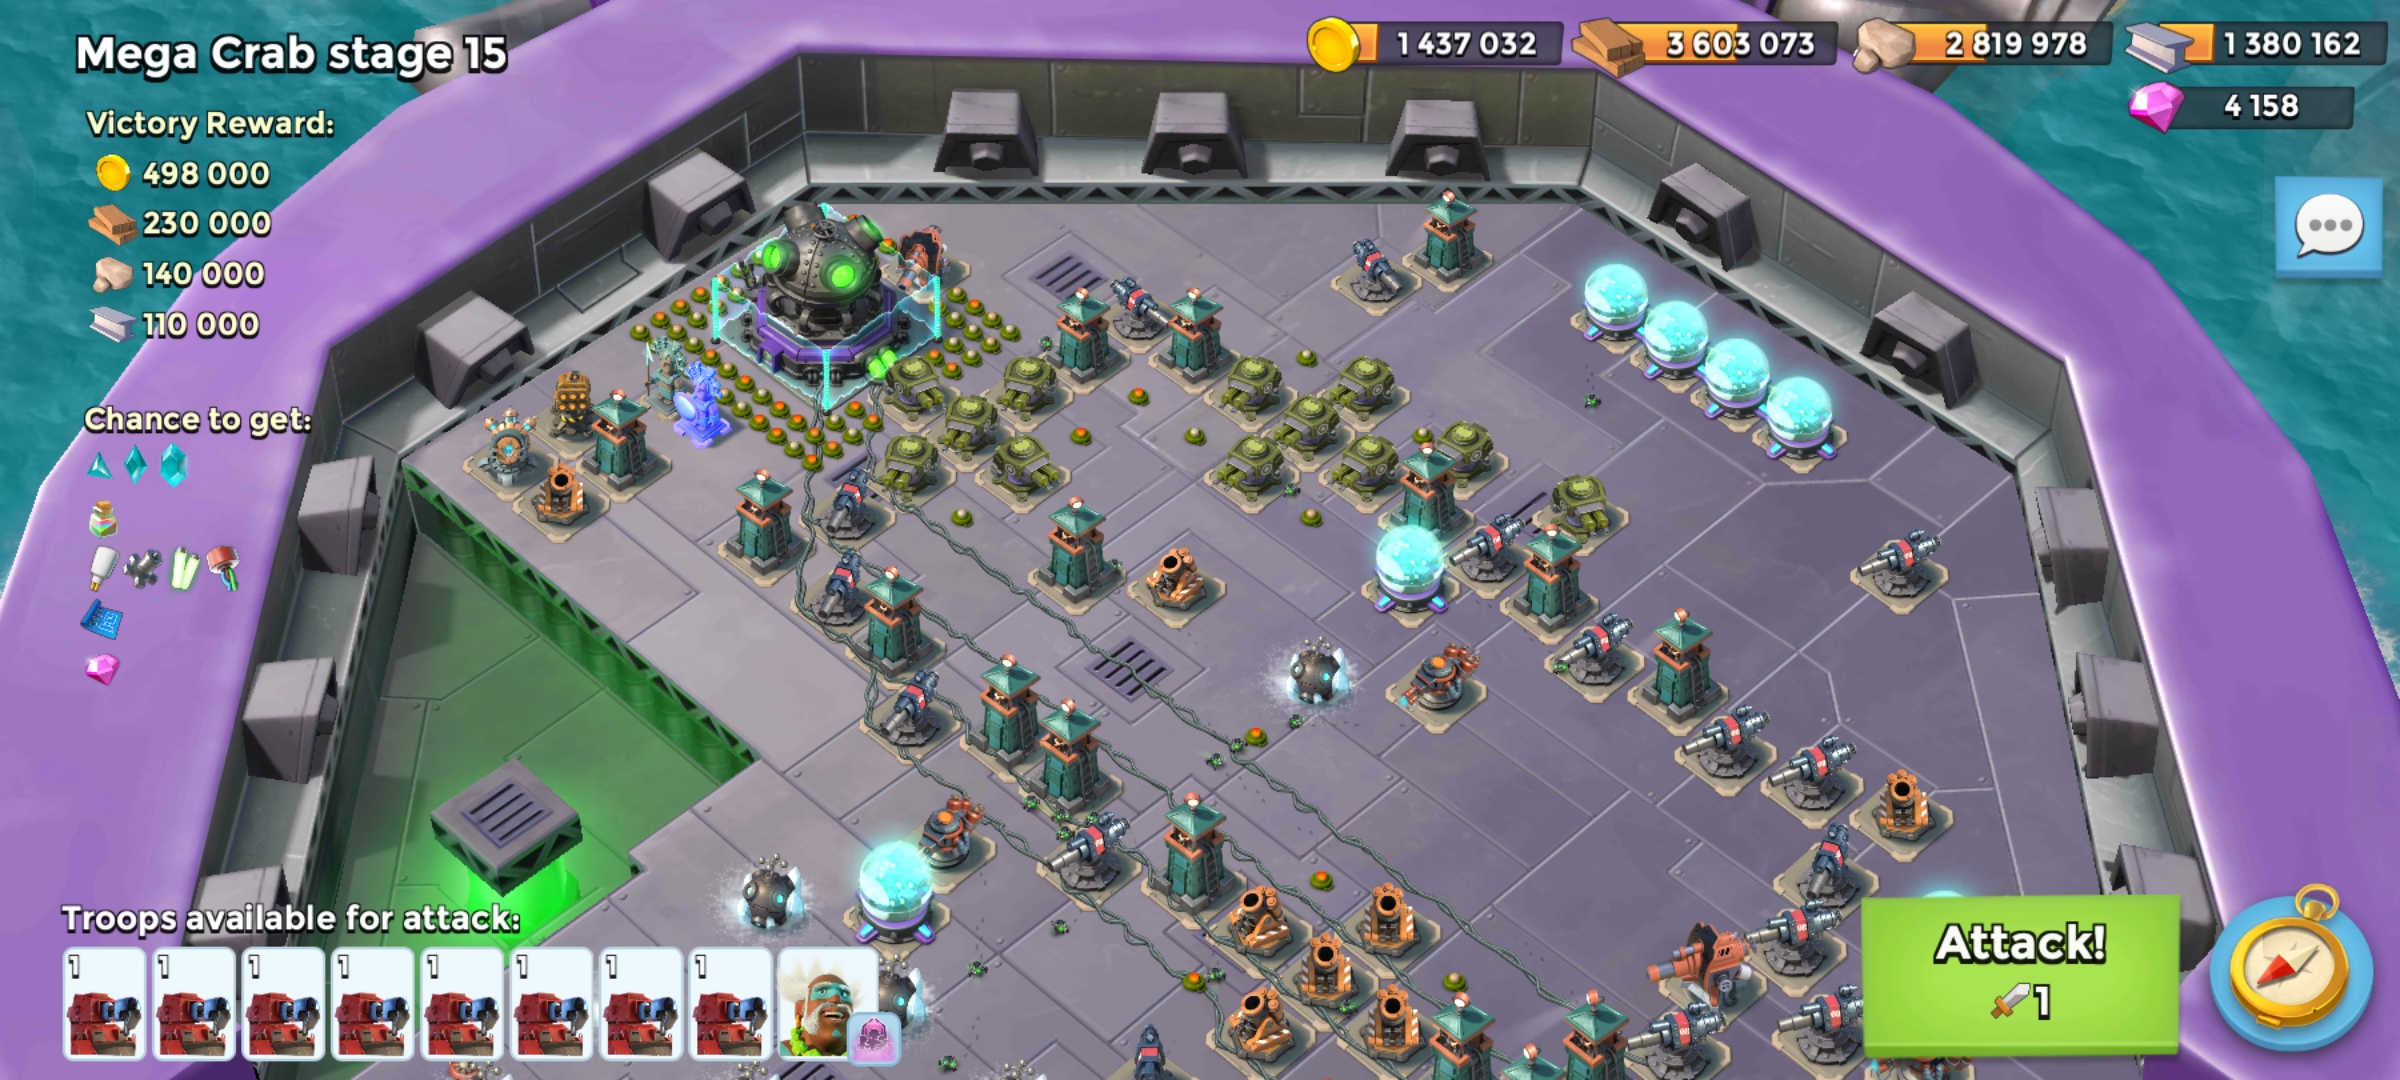 Mega Crab stage 15
1 437 032
3 603 073
2 819 978
1 380 162
4 158
Victory Reward:
498 000
230 000
140 000
110 000
Chance to get:
Troops available for attack:
1
1
1
1
1
1
1
1
Attack!
1